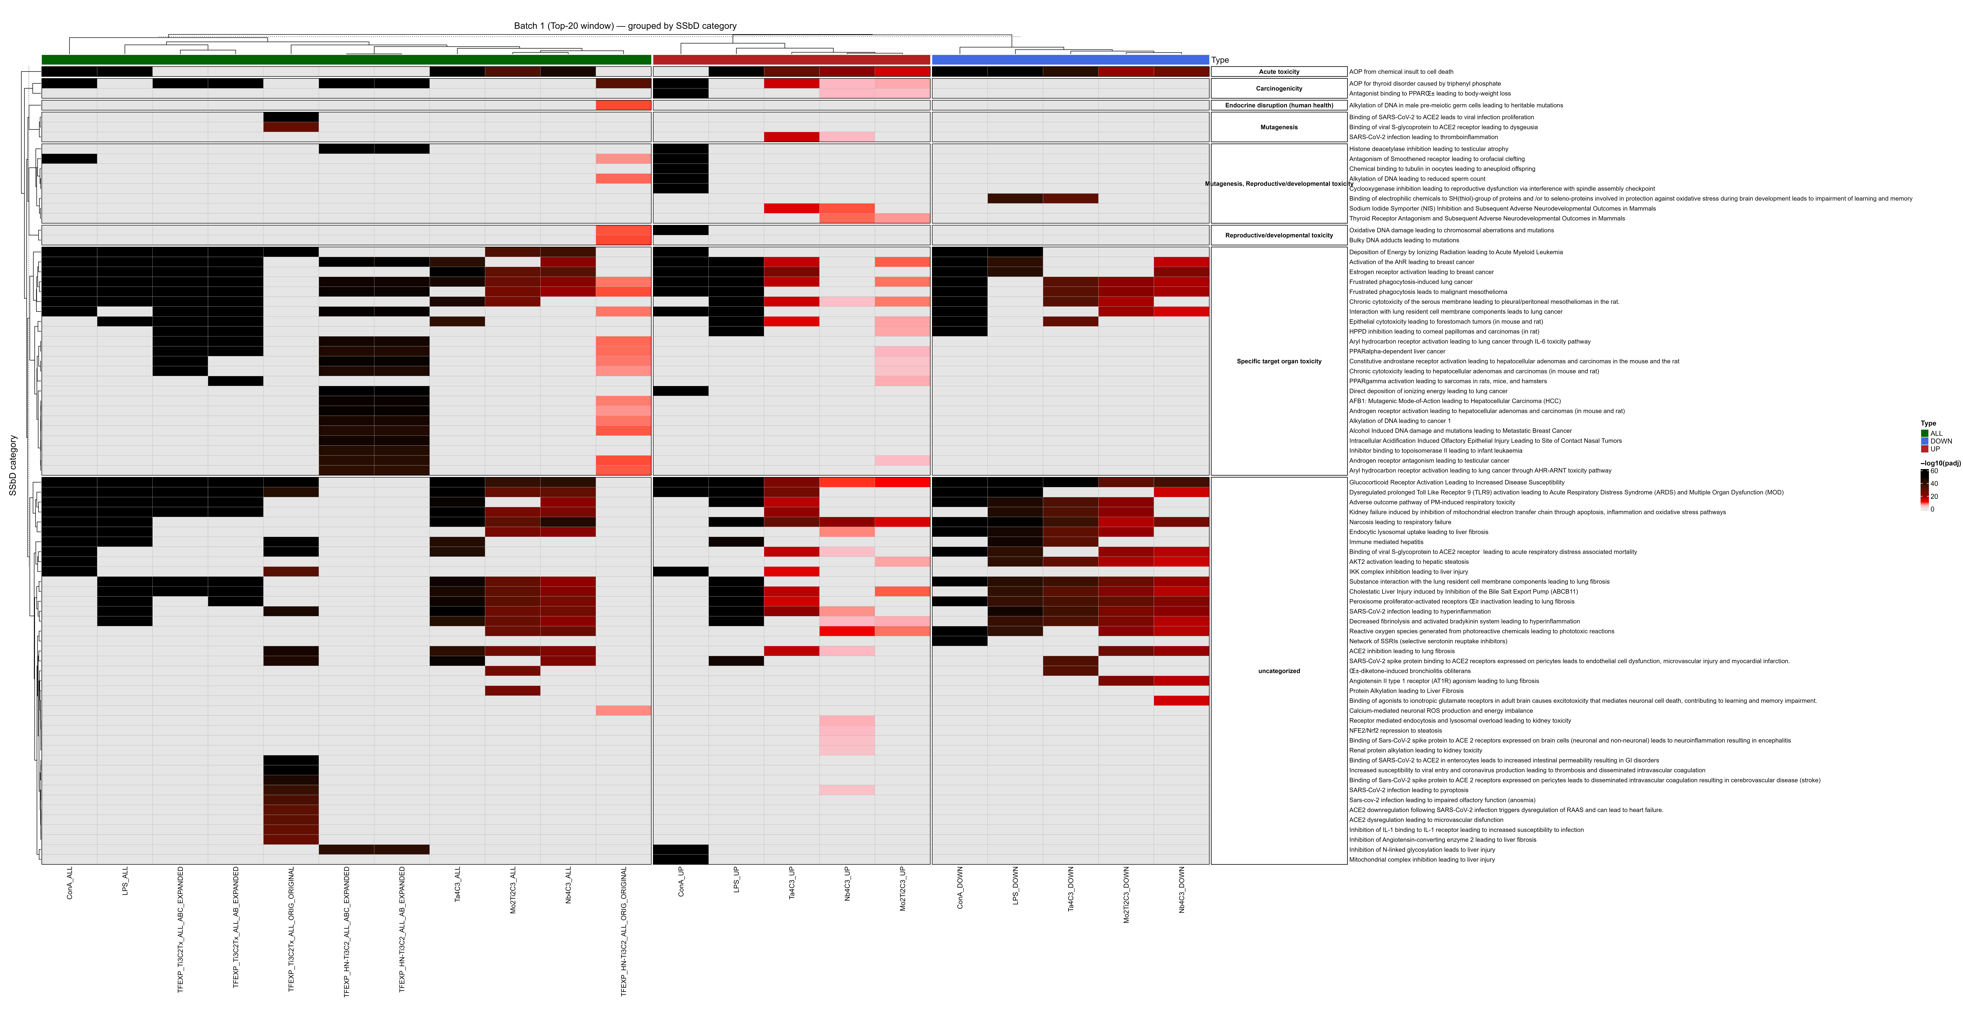 Batch 1 (Top-20 window) — grouped by SSbD category
Type
Acute toxicity
AOP from chemical insult to cell death
Carcinogenicity
AOP for thyroid disorder caused by triphenyl phosphate
Antagonist binding to PPARŒ± leading to body-weight loss
Endocrine disruption (human health)
Alkylation of DNA in male pre-meiotic germ cells leading to heritable mutations
Mutagenesis
Binding of SARS-CoV-2 to ACE2 leads to viral infection proliferation
Binding of viral S-glycoprotein to ACE2 receptor leading to dysgeusia
SARS-CoV-2 infection leading to thromboinflammation
Mutagenesis, Reproductive/developmental toxicity
Histone deacetylase inhibition leading to testicular atrophy
Antagonism of Smoothened receptor leading to orofacial clefting
Chemical binding to tubulin in oocytes leading to aneuploid offspring
Alkylation of DNA leading to reduced sperm count
Cyclooxygenase inhibition leading to reproductive dysfunction via interference with spindle assembly checkpoint
Binding of electrophilic chemicals to SH(thiol)-group of proteins and /or to seleno-proteins involved in protection against oxidative stress during brain development leads to impairment of learning and memory
Sodium Iodide Symporter (NIS) Inhibition and Subsequent Adverse Neurodevelopmental Outcomes in Mammals
Thyroid Receptor Antagonism and Subsequent Adverse Neurodevelopmental Outcomes in Mammals
Reproductive/developmental toxicity
Oxidative DNA damage leading to chromosomal aberrations and mutations
Bulky DNA adducts leading to mutations
Specific target organ toxicity
Deposition of Energy by Ionizing Radiation leading to Acute Myeloid Leukemia
Activation of the AhR leading to breast cancer
Estrogen receptor activation leading to breast cancer
Frustrated phagocytosis-induced lung cancer
Frustrated phagocytosis leads to malignant mesothelioma
Chronic cytotoxicity of the serous membrane leading to pleural/peritoneal mesotheliomas in the rat.
Interaction with lung resident cell membrane components leads to lung cancer
Epithelial cytotoxicity leading to forestomach tumors (in mouse and rat)
HPPD inhibition leading to corneal papillomas and carcinomas (in rat)
Aryl hydrocarbon receptor activation leading to lung cancer through IL-6 toxicity pathway
PPARalpha-dependent liver cancer
Constitutive androstane receptor activation leading to hepatocellular adenomas and carcinomas in the mouse and the rat
Chronic cytotoxicity leading to hepatocellular adenomas and carcinomas (in mouse and rat)
PPARgamma activation leading to sarcomas in rats, mice, and hamsters
Direct deposition of ionizing energy leading to lung cancer
AFB1: Mutagenic Mode-of-Action leading to Hepatocellular Carcinoma (HCC)
Androgen receptor activation leading to hepatocellular adenomas and carcinomas (in mouse and rat)
Alkylation of DNA leading to cancer 1
Alcohol Induced DNA damage and mutations leading to Metastatic Breast Cancer
Intracellular Acidification Induced Olfactory Epithelial Injury Leading to Site of Contact Nasal Tumors
Inhibitor binding to topoisomerase II leading to infant leukaemia
Androgen receptor antagonism leading to testicular cancer
Aryl hydrocarbon receptor activation leading to lung cancer through AHR-ARNT toxicity pathway
uncategorized
Glucocorticoid Receptor Activation Leading to Increased Disease Susceptibility
Dysregulated prolonged Toll Like Receptor 9 (TLR9) activation leading to Acute Respiratory Distress Syndrome (ARDS) and Multiple Organ Dysfunction (MOD)
Adverse outcome pathway of PM-induced respiratory toxicity
Kidney failure induced by inhibition of mitochondrial electron transfer chain through apoptosis, inflammation and oxidative stress pathways
Narcosis leading to respiratory failure
Endocytic lysosomal uptake leading to liver fibrosis
Immune mediated hepatitis
Binding of viral S-glycoprotein to ACE2 receptor leading to acute respiratory distress associated mortality
AKT2 activation leading to hepatic steatosis
IKK complex inhibition leading to liver injury
Substance interaction with the lung resident cell membrane components leading to lung fibrosis
Cholestatic Liver Injury induced by Inhibition of the Bile Salt Export Pump (ABCB11)
Peroxisome proliferator-activated receptors Œ≥ inactivation leading to lung fibrosis
SARS-CoV-2 infection leading to hyperinflammation
Decreased fibrinolysis and activated bradykinin system leading to hyperinflammation
Reactive oxygen species generated from photoreactive chemicals leading to phototoxic reactions
Network of SSRIs (selective serotonin reuptake inhibitors)
ACE2 inhibition leading to lung fibrosis
SARS-CoV-2 spike protein binding to ACE2 receptors expressed on pericytes leads to endothelial cell dysfunction, microvascular injury and myocardial infarction.
Œ±-diketone-induced bronchiolitis obliterans
Angiotensin II type 1 receptor (AT1R) agonism leading to lung fibrosis
Protein Alkylation leading to Liver Fibrosis
Binding of agonists to ionotropic glutamate receptors in adult brain causes excitotoxicity that mediates neuronal cell death, contributing to learning and memory impairment.
Calcium-mediated neuronal ROS production and energy imbalance
Receptor mediated endocytosis and lysosomal overload leading to kidney toxicity
NFE2/Nrf2 repression to steatosis
Binding of Sars-CoV-2 spike protein to ACE 2 receptors expressed on brain cells (neuronal and non-neuronal) leads to neuroinflammation resulting in encephalitis
Renal protein alkylation leading to kidney toxicity
Binding of SARS-CoV-2 to ACE2 in enterocytes leads to increased intestinal permeability resulting in GI disorders
Increased susceptibility to viral entry and coronavirus production leading to thrombosis and disseminated intravascular coagulation
Binding of Sars-CoV-2 spike protein to ACE 2 receptors expressed on pericytes leads to disseminated intravascular coagulation resulting in cerebrovascular disease (stroke)
SARS-CoV-2 infection leading to pyroptosis
Sars-cov-2 infection leading to impaired olfactory function (anosmia)
ACE2 downregulation following SARS-CoV-2 infection triggers dysregulation of RAAS and can lead to heart failure.
ACE2 dysregulation leading to microvascular disfunction
Inhibition of IL-1 binding to IL-1 receptor leading to increased susceptibility to infection
Inhibition of Angiotensin-converting enzyme 2 leading to liver fibrosis
Inhibition of N-linked glycosylation leads to liver injury
Mitochondrial complex inhibition leading to liver injury
SSbD category
Type
ALL
DOWN
UP
−log10(padj)
60
40
20
0
ConA_ALL
LPS_ALL
TFEXP_Ti3C2Tx_ALL_ABC_EXPANDED
TFEXP_Ti3C2Tx_ALL_AB_EXPANDED
TFEXP_Ti3C2Tx_ALL_ORIG_ORIGINAL
TFEXP_HN-Ti3C2_ALL_ABC_EXPANDED
TFEXP_HN-Ti3C2_ALL_AB_EXPANDED
Ta4C3_ALL
Mo2Ti2C3_ALL
Nb4C3_ALL
TFEXP_HN-Ti3C2_ALL_ORIG_ORIGINAL
ConA_UP
LPS_UP
Ta4C3_UP
Nb4C3_UP
Mo2Ti2C3_UP
ConA_DOWN
LPS_DOWN
Ta4C3_DOWN
Mo2Ti2C3_DOWN
Nb4C3_DOWN